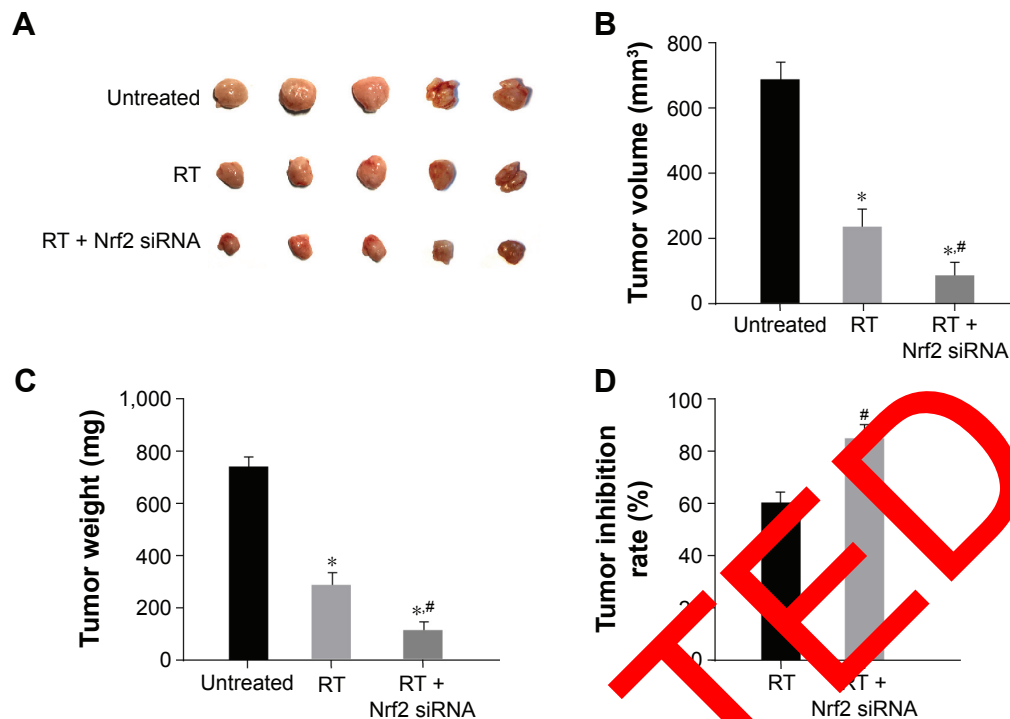 A
Untreated
RT
RT + Nrf2 siRNA
B
Tumor volume (mm³)
800
600
400
200
0
*
*,#
Untreated
RT
RT +
Nrf2 siRNA
C
Tumor weight (mg)
1,000
800
600
400
200
0
*
*,#
Untreated
RT
RT +
Nrf2 siRNA
D
Tumor inhibition
rate (%)
100
80
60
40
#
RT
RT +
Nrf2 siRNA
TED